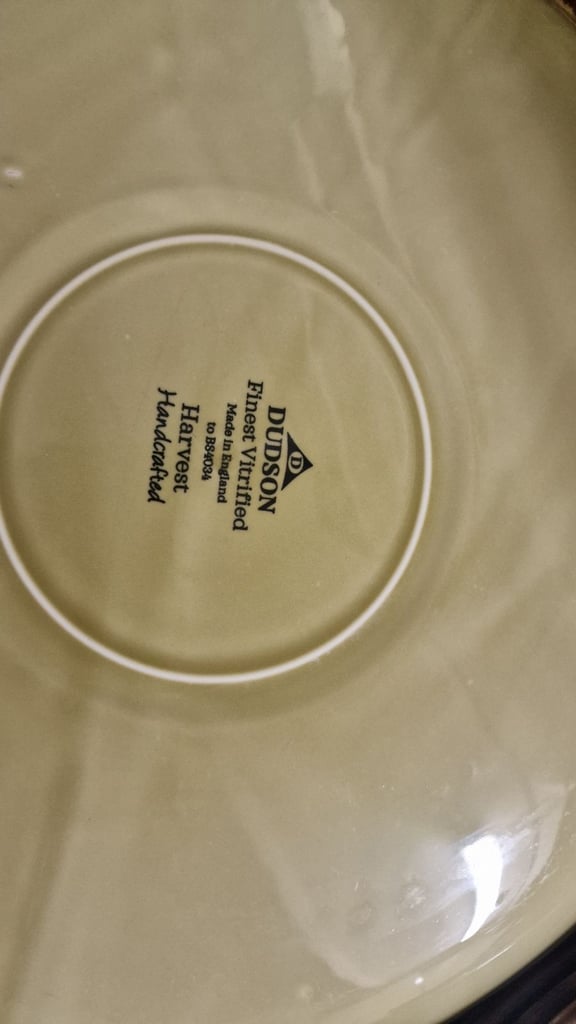 D
DUDSON
Finest Vitrified
Made in England
to BS4034
Harvest
Handcrafted